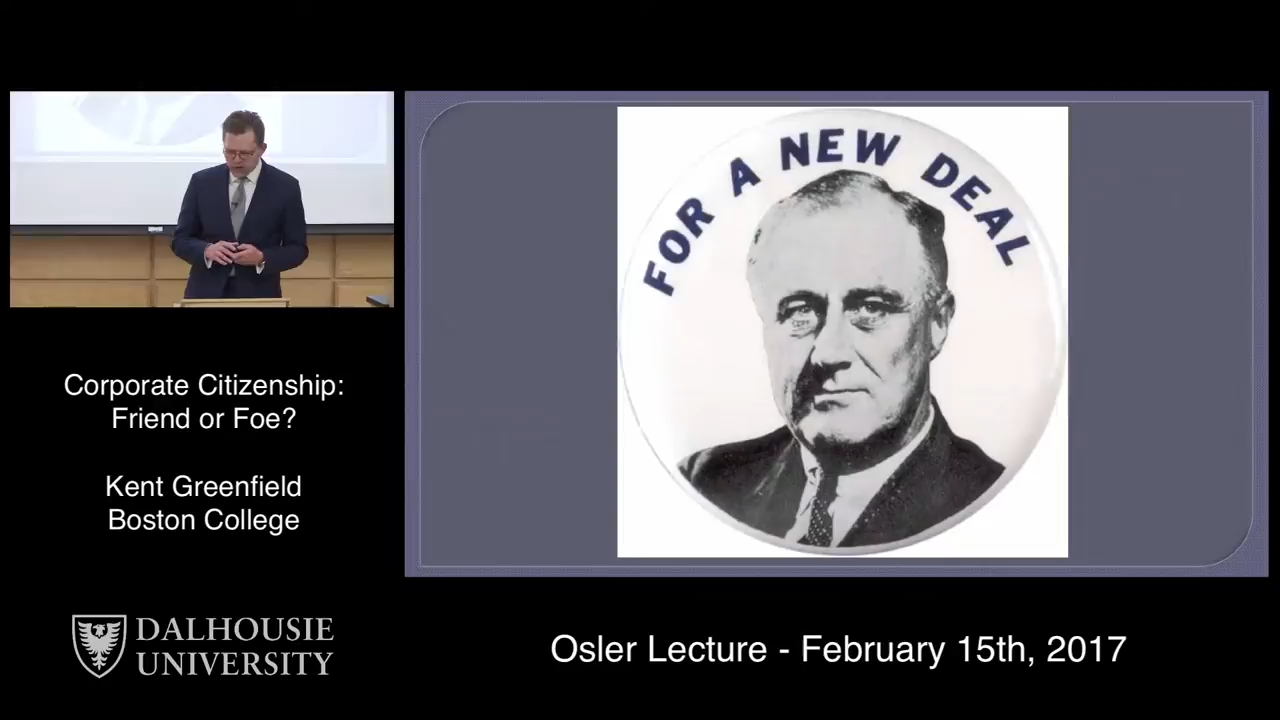 FOR A NEW DEAL
Corporate Citizenship:
Friend or Foe?
Kent Greenfield
Boston College
DALHOUSIE
UNIVERSITY
Osler Lecture - February 15th, 2017